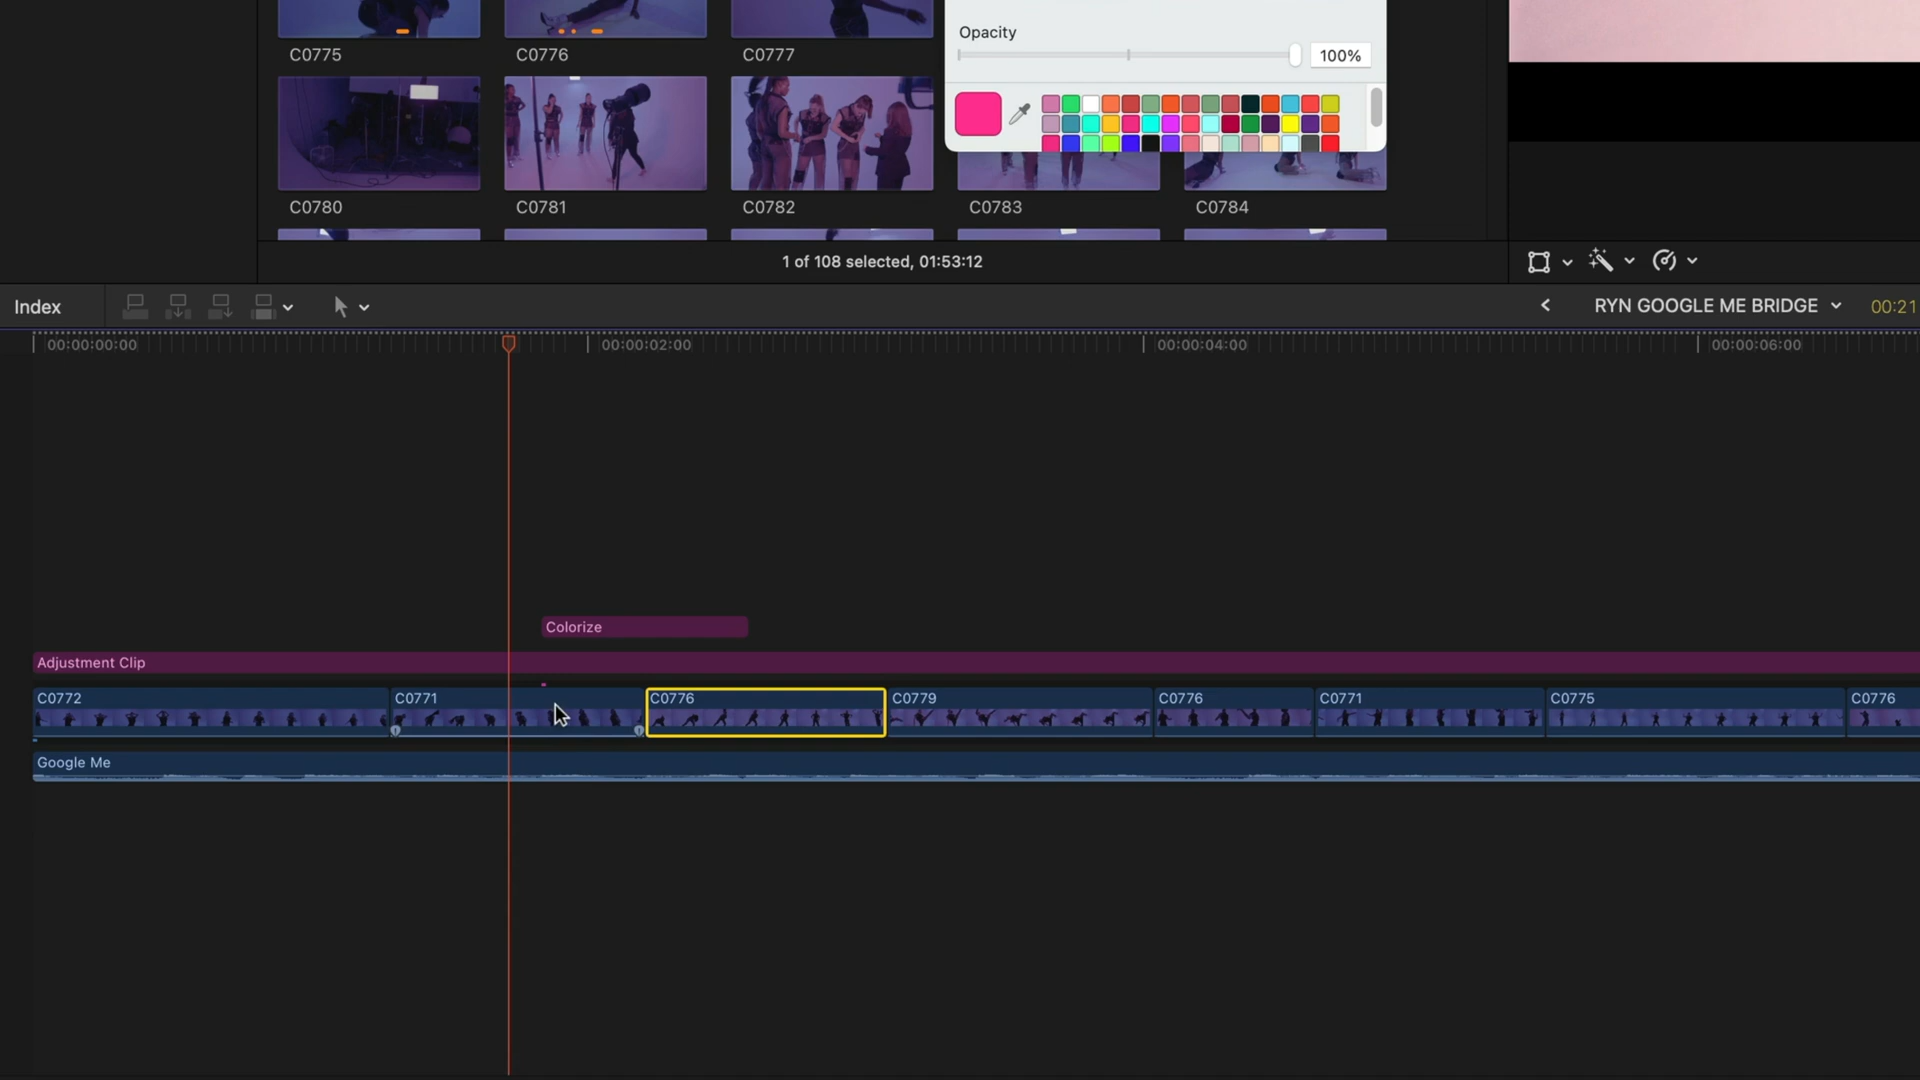 Opacity
100%
C0775
C0776
C0777
C0780
C0781
C0782
C0783
C0784
1 of 108 selected, 01:53:12
Index
RYN GOOGLE ME BRIDGE
00:21
00:00:00:00
00:00:02:00
00:00:04:00
00:00:06:00
Colorize
Adjustment Clip
C0772
C0771
C0776
C0779
C0776
C0771
C0775
C0776
Google Me